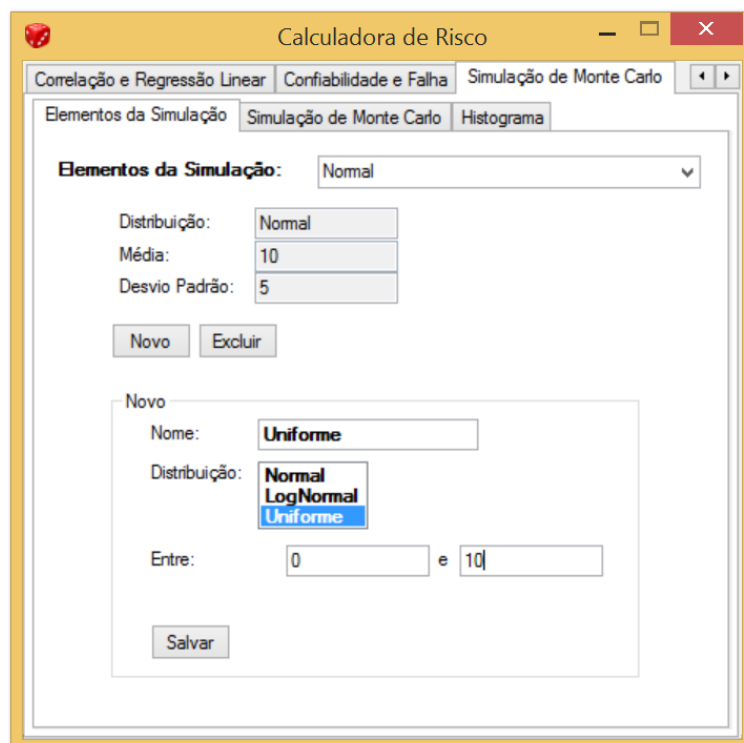 Calculadora de Risco
Correlação e Regressão Linear Confiabilidade e Falha Simulação de Monte Carlo
Elementos da Simulação Simulação de Monte Carlo Histograma
Elementos da Simulação: Normal
Distribuição: Normal
Média: 10
Desvio Padrão: 5
Novo Excluir
Novo
Nome: Uniforme
Distribuição: Normal
LogNormal
Uniforme
Entre: 0 e 10
Salvar